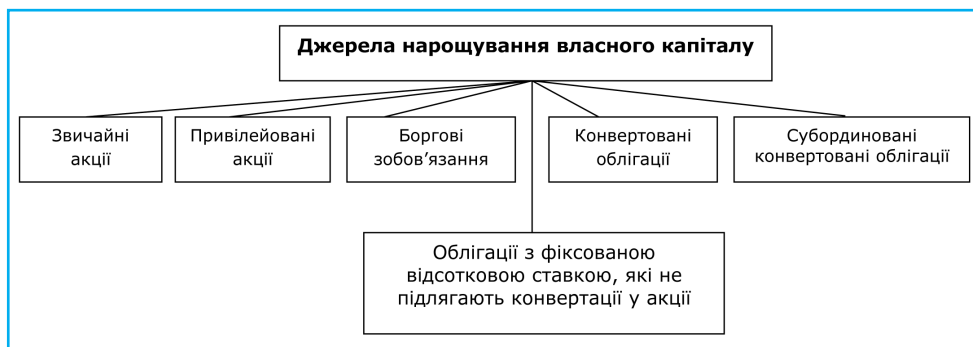 Джерела нарощування власного капіталу
Звичайні
акції
Привілейовані
акції
Боргові
зобов’язання
Конвертовані
облігації
Субординовані
конвертовані облігації
Облігації з фіксованою
відсотковою ставкою, які не
підлягають конвертації у акції